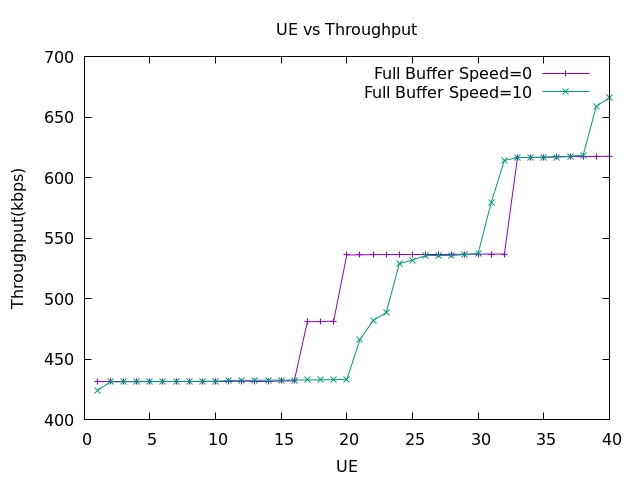 UE vs Throughput
Full Buffer Speed=0
Full Buffer Speed=10
700
650
600
550
500
450
400
Throughput(kbps)
0 5 10 15 20 25 30 35 40
UE